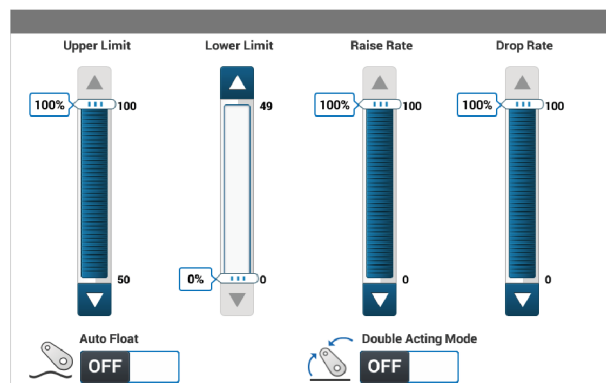 Upper Limit
Lower Limit
Raise Rate
Drop Rate
100%
100
49
100%
100
100%
100
50
0%
0
0
0
Auto Float
OFF
Double Acting Mode
OFF